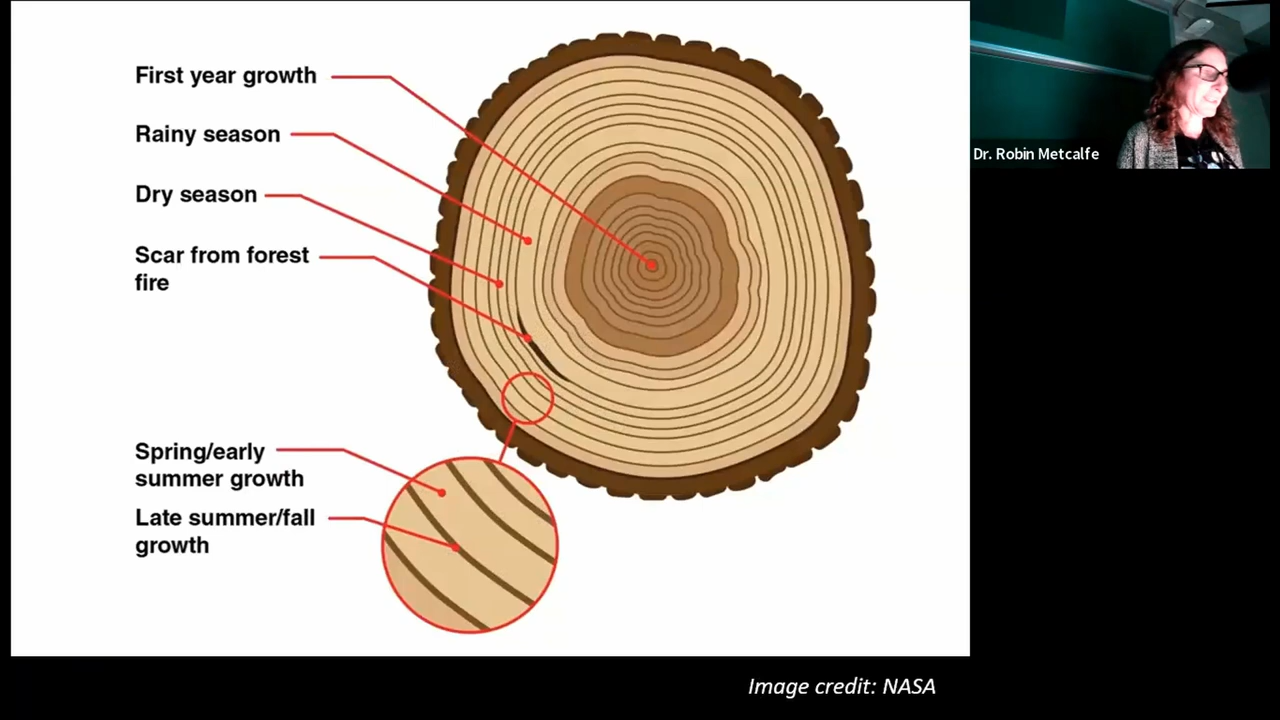 First year growth
Rainy season
Dry season
Scar from forest
fire
Spring/early
summer growth
Late summer/fall
growth
Dr. Robin Metcalfe
Image credit: NASA